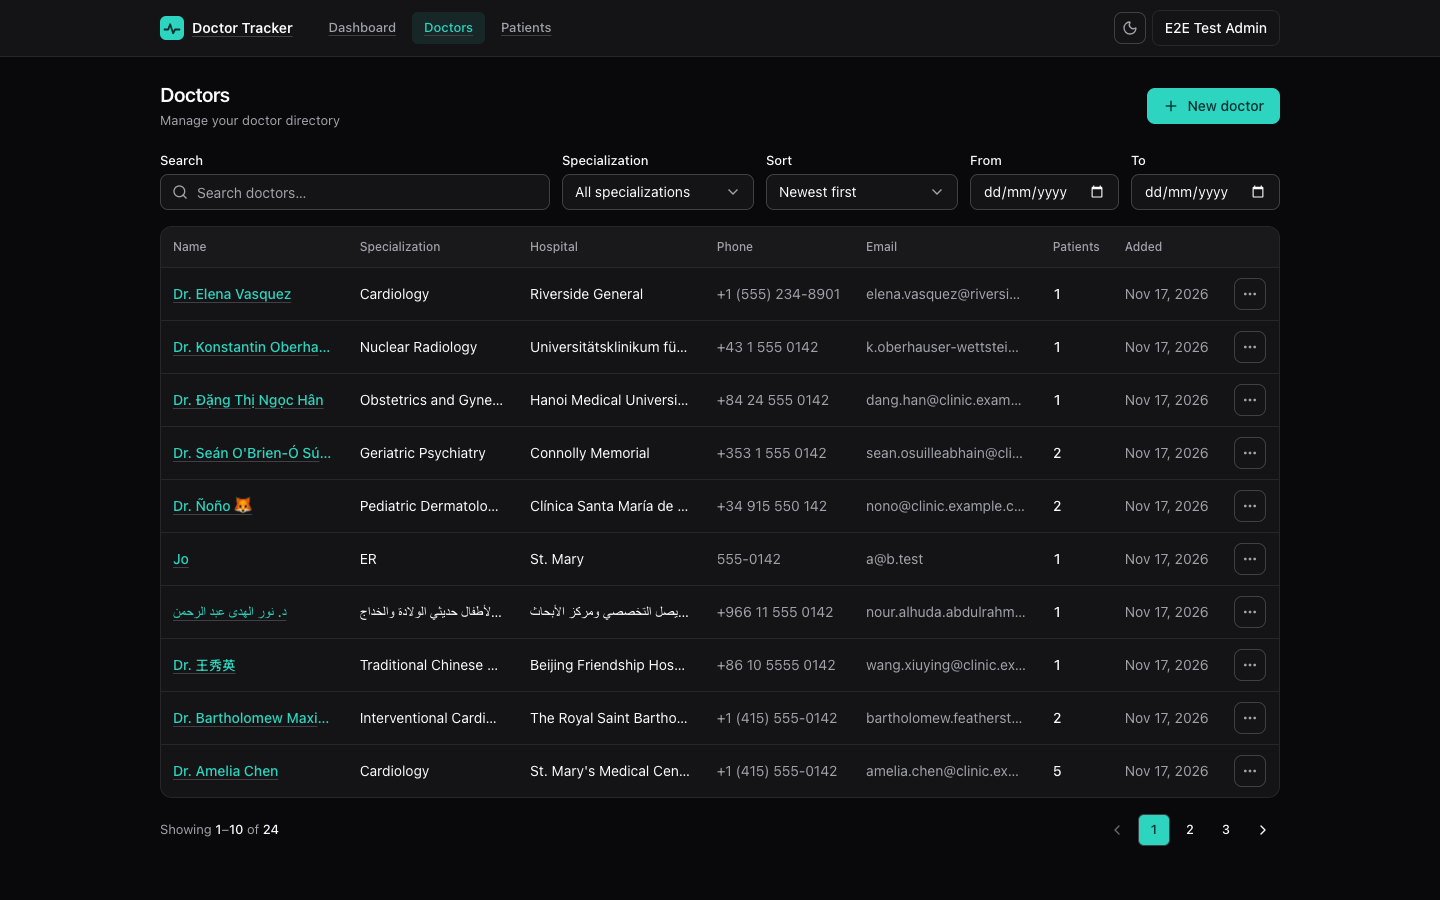 Doctor Tracker Dashboard Doctors Patients E2E Test Admin
Doctors
Manage your doctor directory
New doctor
Search Specialization Sort From To
Search doctors... All specializations Newest first dd/mm/yyyy dd/mm/yyyy
Name Specialization Hospital Phone Email Patients Added
Dr. Elena Vasquez Cardiology Riverside General +1 (555) 234-8901 elena.vasquez@riversi... 1 Nov 17, 2026
Dr. Konstantin Oberha... Nuclear Radiology Universitätsklinikum fü... +43 1 555 0142 k.oberhauser-wettstei... 1 Nov 17, 2026
Dr. Đặng Thị Ngọc Hân Obstetrics and Gyne... Hanoi Medical Universi... +84 24 555 0142 dang.han@clinic.exam... 1 Nov 17, 2026
Dr. Seán O'Brien-Ó Sú... Geriatric Psychiatry Connolly Memorial +353 1 555 0142 sean.osuilleabhain@cli... 2 Nov 17, 2026
Dr. Ñoño 🦊 Pediatric Dermatolo... Clínica Santa María de ... +34 915 550 142 nono@clinic.example.c... 2 Nov 17, 2026
Jo ER St. Mary 555-0142 a@b.test 1 Nov 17, 2026
د. نور الهدى عبد الرحمن ...لأطفال حديثي الولادة والخداج ...يصل التخصصي ومركز الأبحاث +966 11 555 0142 nour.alhuda.abdulrahm... 1 Nov 17, 2026
Dr. 王秀英 Traditional Chinese ... Beijing Friendship Hos... +86 10 5555 0142 wang.xiuying@clinic.ex... 1 Nov 17, 2026
Dr. Bartholomew Maxi... Interventional Cardi... The Royal Saint Bartho... +1 (415) 555-0142 bartholomew.featherst... 2 Nov 17, 2026
Dr. Amelia Chen Cardiology St. Mary's Medical Cen... +1 (415) 555-0142 amelia.chen@clinic.ex... 5 Nov 17, 2026
Showing 1–10 of 24 1 2 3